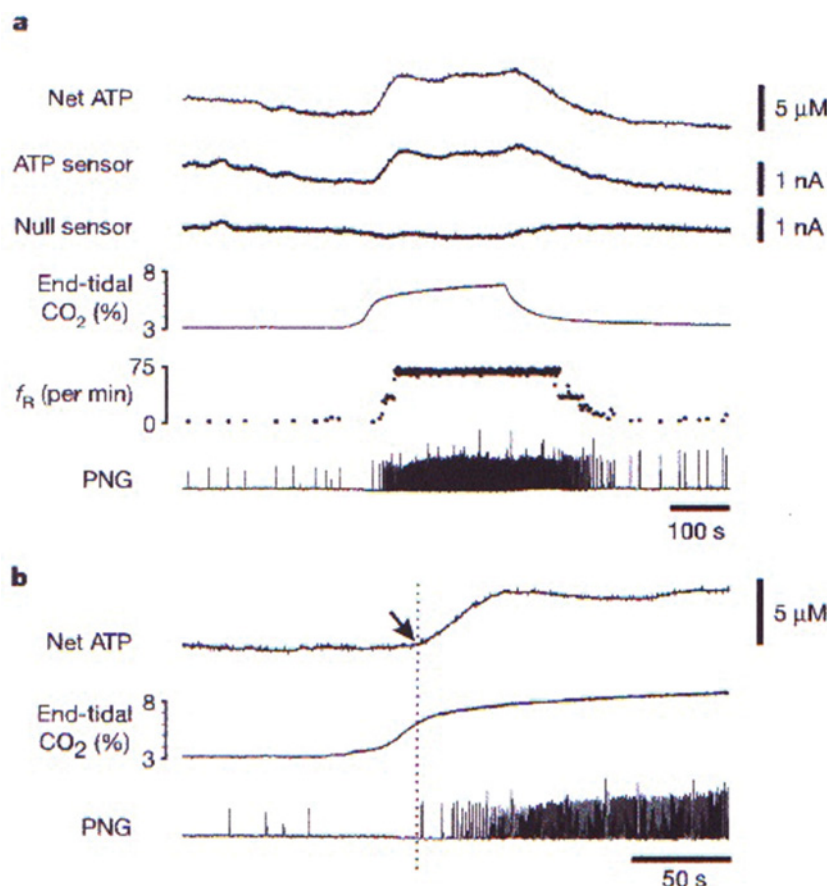 a
Net ATP
5 µM
ATP sensor
1 nA
Null sensor
1 nA
End-tidal
CO2 (%)
8
3
fR (per min)
75
0
PNG
100 s
b
Net ATP
5 µM
End-tidal
CO2 (%)
8
3
PNG
50 s